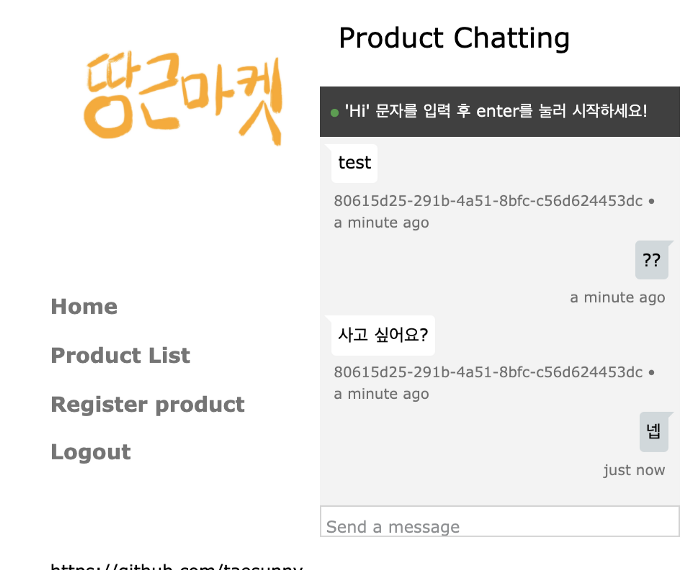 땅근마켓
Home
Product List
Register product
Logout
https://github.com/taesunny
Product Chatting
'Hi' 문자를 입력 후 enter를 눌러 시작하세요!
test
80615d25-291b-4a51-8bfc-c56d624453dc •
a minute ago
??
a minute ago
사고 싶어요?
80615d25-291b-4a51-8bfc-c56d624453dc •
a minute ago
넵
just now
Send a message